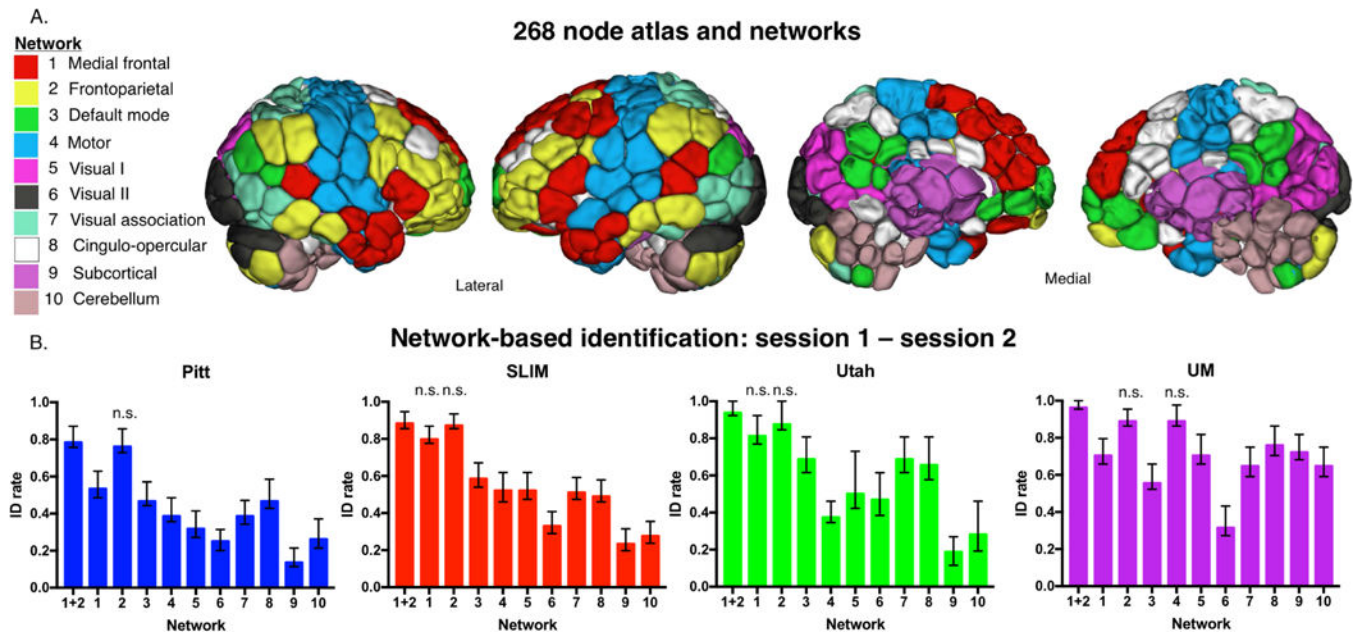 A.
268 node atlas and networks
Network
1 Medial frontal
2 Frontoparietal
3 Default mode
4 Motor
5 Visual I
6 Visual II
7 Visual association
8 Cingulo-opercular
9 Subcortical
10 Cerebellum
Lateral
Medial
B.
Network-based identification: session 1 – session 2
Pitt
n.s.
1.0
0.8
0.6
0.4
0.2
0.0
ID rate
1+2 1 2 3 4 5 6 7 8 9 10
Network
SLIM
n.s. n.s.
1.0
0.8
0.6
0.4
0.2
0.0
ID rate
1+2 1 2 3 4 5 6 7 8 9 10
Network
Utah
n.s. n.s.
1.0
0.8
0.6
0.4
0.2
0.0
ID rate
1+2 1 2 3 4 5 6 7 8 9 10
Network
UM
n.s. n.s.
1.0
0.8
0.6
0.4
0.2
0.0
ID rate
1+2 1 2 3 4 5 6 7 8 9 10
Network